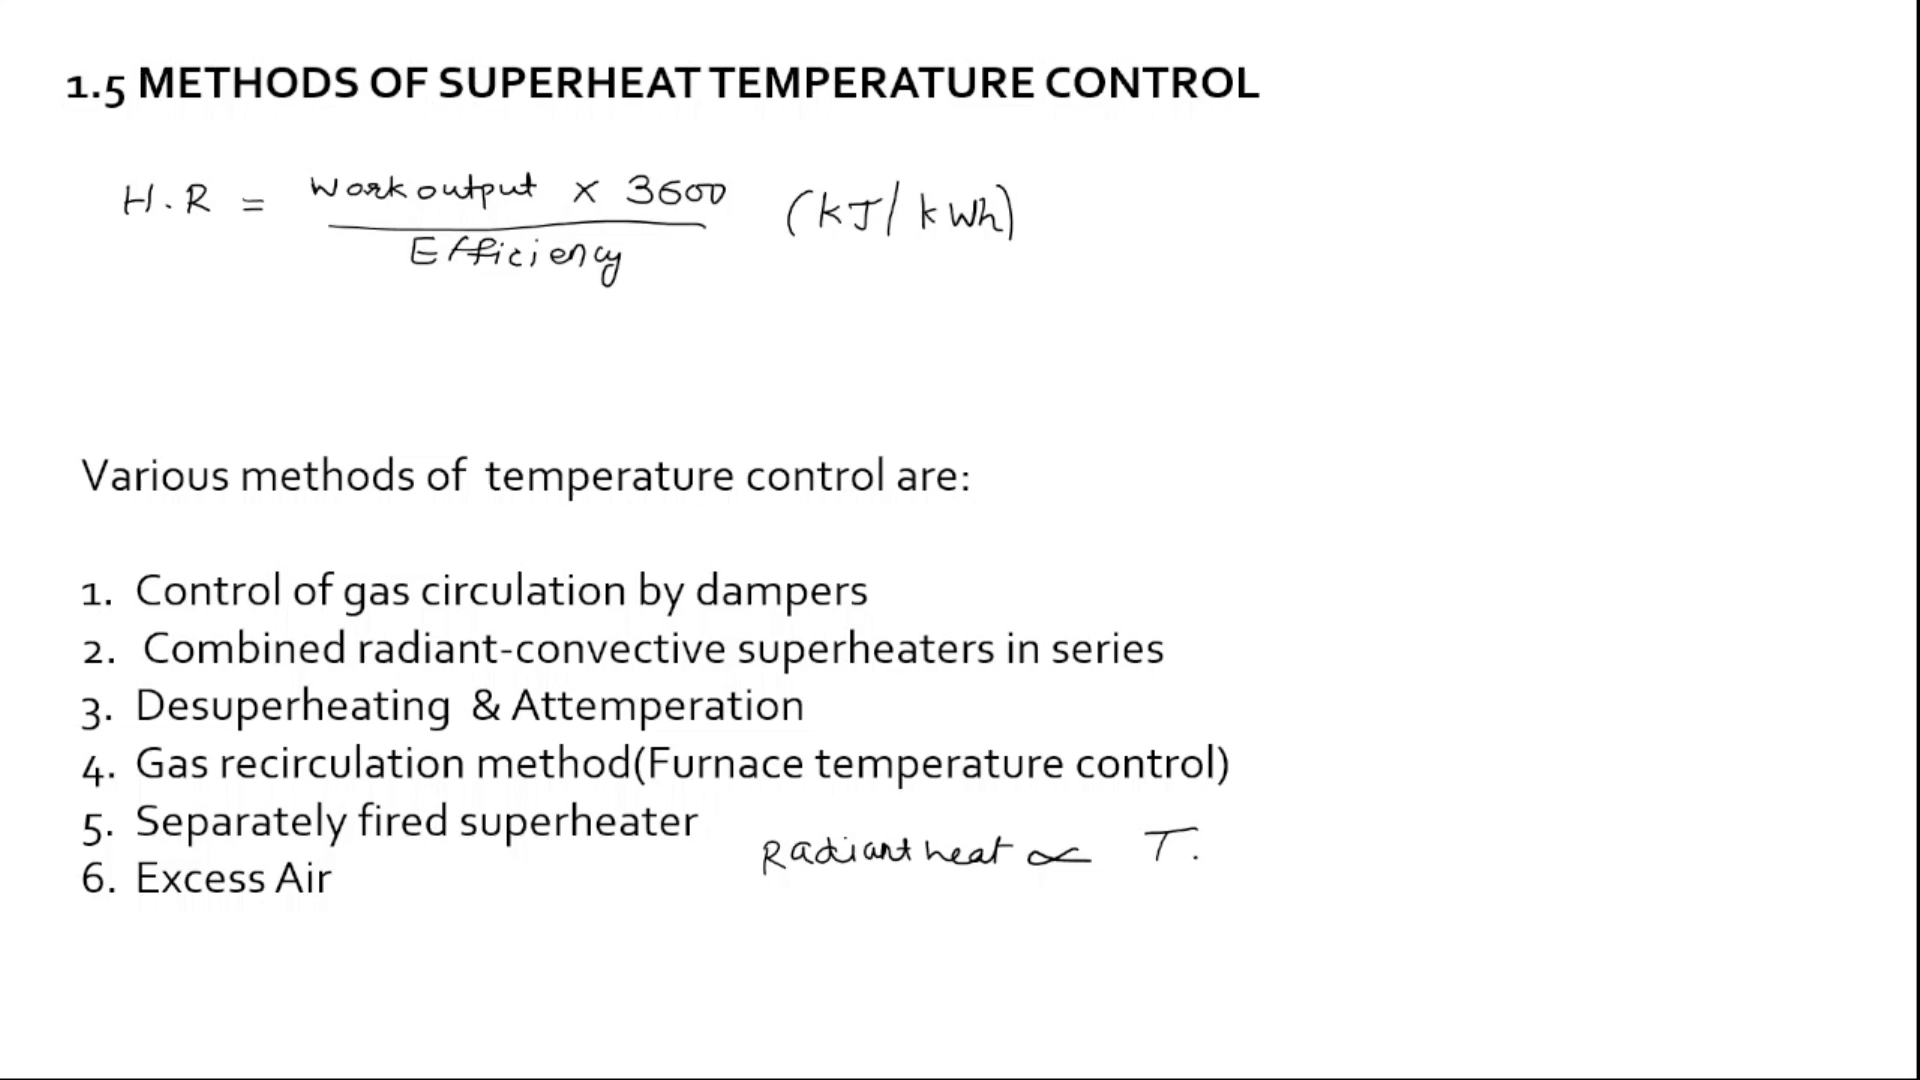 1.5 METHODS OF SUPERHEAT TEMPERATURE CONTROL
H.R = Work output x 3600 (kJ/kWh)
Efficiency
Various methods of temperature control are:
1. Control of gas circulation by dampers
2. Combined radiant-convective superheaters in series
3. Desuperheating & Attemperation
4. Gas recirculation method(Furnace temperature control)
5. Separately fired superheater
Radiant heat ∝ T.
6. Excess Air